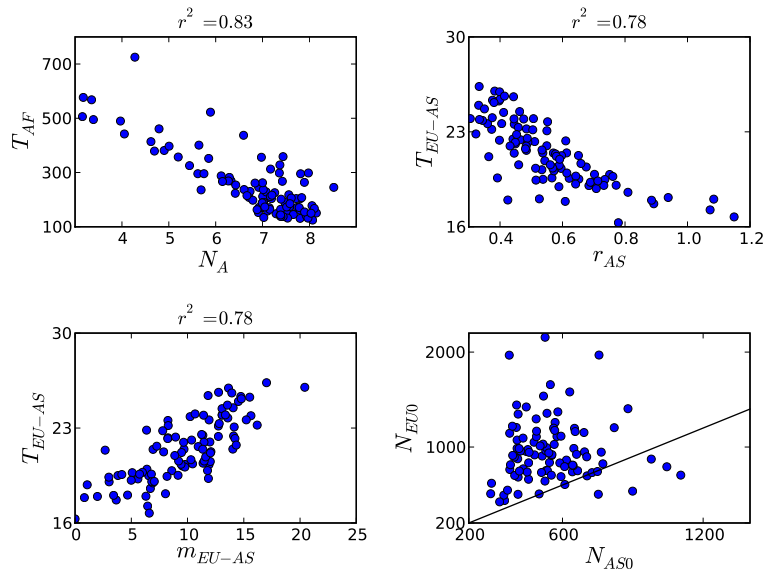 r² =0.83
700
500
300
100
T_AF
4 5 6 7 8
N_A
r² =0.78
30
23
16
T_EU−AS
0.4 0.6 0.8 1.0 1.2
r_AS
r² =0.78
30
23
16
T_EU−AS
0 5 10 15 20 25
m_EU−AS
2000
1000
200
N_EU0
200 600 1200
N_AS0